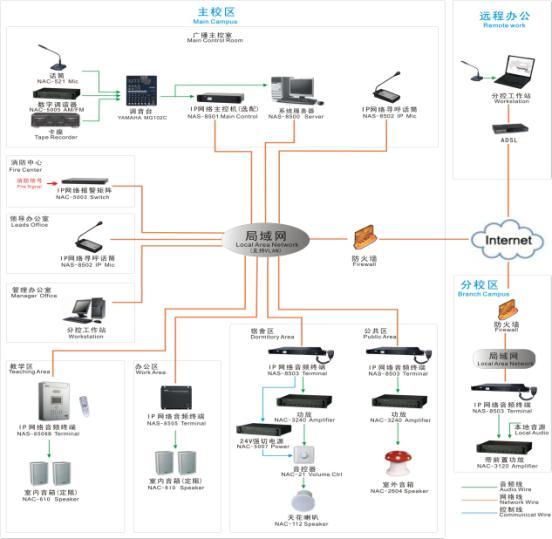 主校区
Main Campus
广播主控室
Main Control Room
话筒
NAC-521 Mic
数字调谐器
NAC-5005 AM/FM
卡座
Tape Recorder
调音台
YAMAHA MG102C
IP网络主控机(选配)
NAS-8501 Main Control
系统服务器
NAS-8500 Server
IP网络寻呼话筒
NAS-8502 IP Mic
远程办公
Remote work
分控工作站
Workstation
ADSL
消防中心
Fire Center
消防信号
Fire Signal
IP网络报警矩阵
NAC-5003 Switch
领导办公室
Leads Office
IP网络寻呼话筒
NAS-8502 IP Mic
管理办公室
Manager Office
分控工作站
Workstation
局域网
Local Area Network
(支持VLAN)
防火墙
Firewall
Internet
分校区
Branch Campus
防火墙
Firewall
局域网
Local Area Network
IP网络音频终端
NAS-8503 Terminal
本地音源
Local Audio
带前置功放
NAC-3120 Amplifier
教学区
Teaching Area
IP网络音频终端
NAS-8506B Terminal
室内音箱(定阻)
NAC-610 Speaker
办公区
Work Area
IP网络音频终端
NAS-8505 Terminal
室内音箱(定阻)
NAC-610 Speaker
宿舍区
Dormitory Area
IP网络音频终端
NAS-8503 Terminal
功放
NAC-3240 Amplifier
24V强切电源
NAC-5007 Power
音控器
NAC-21 Volume Ctrl
天花喇叭
NAC-112 Speaker
公共区
Public Area
IP网络音频终端
NAS-8503 Terminal
功放
NAC-3240 Amplifier
室外音箱
NAC-2604 Speaker
音频线
Audio Wire
网络线
Network Wire
控制线
Communicat Wire